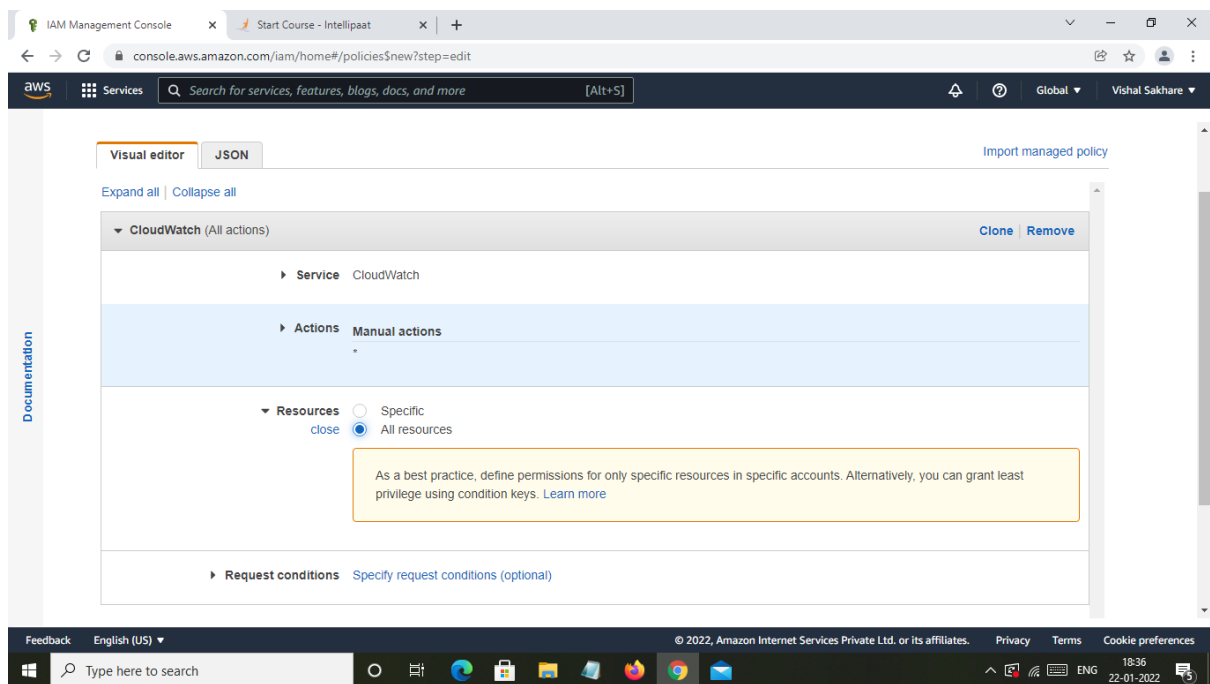 IAM Management Console
Start Course - Intellipaat
console.aws.amazon.com/iam/home#/policies$new?step=edit
aws Services Search for services, features, blogs, docs, and more [Alt+S] Global ▼ Vishal Sakhare ▼
Visual editor JSON Import managed policy
Expand all | Collapse all
CloudWatch (All actions) Clone | Remove
Service CloudWatch
Actions Manual actions
*
Documentation
Resources Specific
close All resources
As a best practice, define permissions for only specific resources in specific accounts. Alternatively, you can grant least
privilege using condition keys. Learn more
Request conditions Specify request conditions (optional)
Feedback English (US) ▼ © 2022, Amazon Internet Services Private Ltd. or its affiliates. Privacy Terms Cookie preferences
Type here to search ENG 18:36
22-01-2022 5